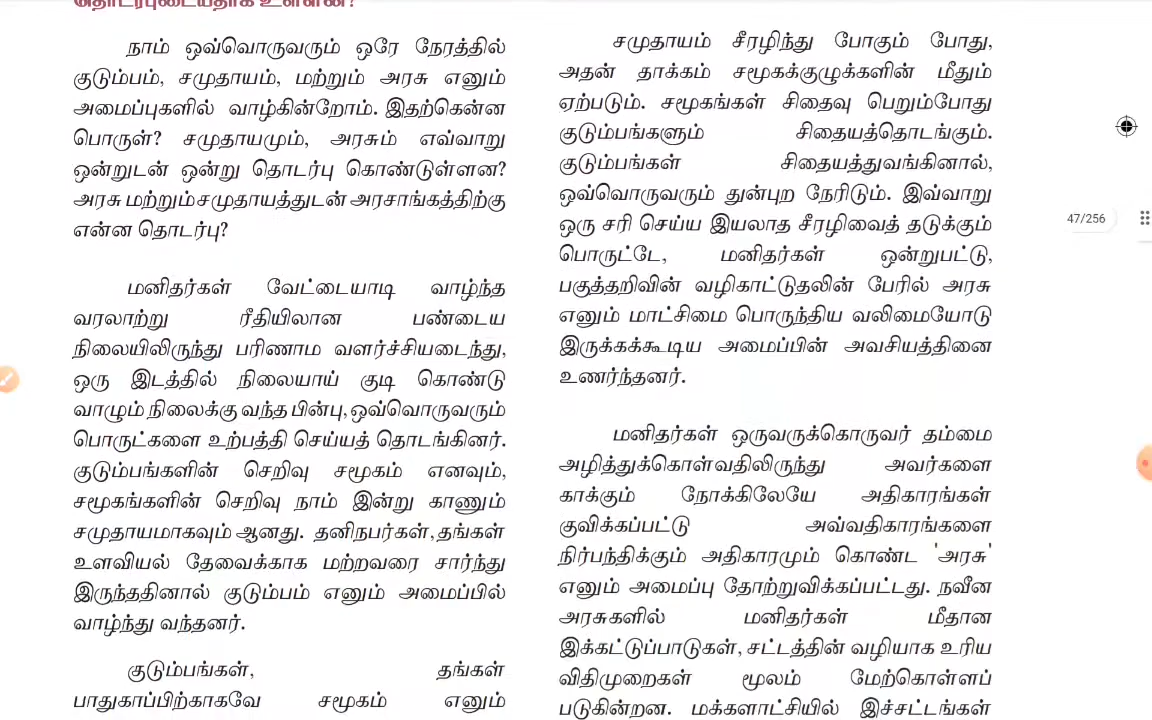 நாம் ஒவ்வொருவரும் ஒரே நேரத்தில்
குடும்பம், சமுதாயம், மற்றும் அரசு எனும்
அமைப்புகளில் வாழ்கின்றோம். இதற்கென்ன
பொருள்? சமுதாயமும், அரசும் எவ்வாறு
ஒன்றுடன் ஒன்று தொடர்பு கொண்டுள்ளன?
அரசு மற்றும் சமுதாயத்துடன் அரசாங்கத்திற்கு
என்ன தொடர்பு?
மனிதர்கள் வேட்டையாடி வாழ்ந்த
வரலாற்று ரீதியிலான பண்டைய
நிலையிலிருந்து பரிணாம வளர்ச்சியடைந்து,
ஒரு இடத்தில் நிலையாய் குடி கொண்டு
வாழும் நிலைக்கு வந்த பின்பு, ஒவ்வொருவரும்
பொருட்களை உற்பத்தி செய்யத் தொடங்கினர்.
குடும்பங்களின் செறிவு சமூகம் எனவும்,
சமூகங்களின் செறிவு நாம் இன்று காணும்
சமுதாயமாகவும் ஆனது. தனிநபர்கள், தங்கள்
உளவியல் தேவைக்காக மற்றவரை சார்ந்து
இருந்ததினால் குடும்பம் எனும் அமைப்பில்
வாழ்ந்து வந்தனர்.
குடும்பங்கள், தங்கள்
பாதுகாப்பிற்காகவே சமூகம் எனும்
சமுதாயம் சீரழிந்து போகும் போது,
அதன் தாக்கம் சமூகக்குழுக்களின் மீதும்
ஏற்படும். சமூகங்கள் சிதைவு பெறும்போது
குடும்பங்களும் சிதையத்தொடங்கும்.
குடும்பங்கள் சிதையத்துவங்கினால்,
ஒவ்வொருவரும் துன்புற நேரிடும். இவ்வாறு
ஒரு சரி செய்ய இயலாத சீரழிவைத் தடுக்கும்
பொருட்டே, மனிதர்கள் ஒன்றுபட்டு,
பகுத்தறிவின் வழிகாட்டுதலின் பேரில் அரசு
எனும் மாட்சிமை பொருந்திய வலிமையோடு
இருக்கக்கூடிய அமைப்பின் அவசியத்தினை
உணர்ந்தனர்.
மனிதர்கள் ஒருவருக்கொருவர் தம்மை
அழித்துக்கொள்வதிலிருந்து அவர்களை
காக்கும் நோக்கிலேயே அதிகாரங்கள்
குவிக்கப்பட்டு அவ்வதிகாரங்களை
நிர்பந்திக்கும் அதிகாரமும் கொண்ட 'அரசு'
எனும் அமைப்பு தோற்றுவிக்கப்பட்டது. நவீன
அரசுகளில் மனிதர்கள் மீதான
இக்கட்டுப்பாடுகள், சட்டத்தின் வழியாக உரிய
விதிமுறைகள் மூலம் மேற்கொள்ளப்
படுகின்றன. மக்களாட்சியில் இச்சட்டங்கள்
47/256